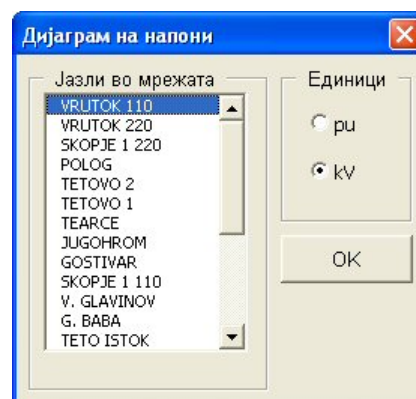 Дијаграм на напони
Јазли во мрежата
VRUTOK 110
VRUTOK 220
SKOPJE 1 220
POLOG
TETOVO 2
TETOVO 1
TEARCE
JUGOHROM
GOSTIVAR
SKOPJE 1 110
V. GLAVINOV
G. BABA
TETO ISTOK
Единици
pu
kV
OK